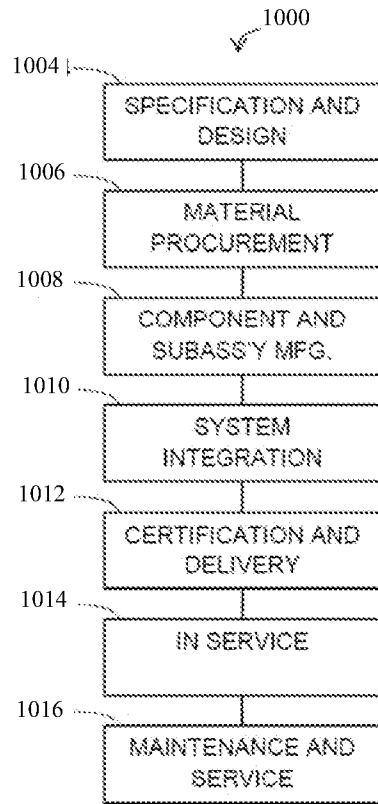 1000
1004
SPECIFICATION AND
DESIGN
1006
MATERIAL
PROCUREMENT
1008
COMPONENT AND
SUBASS'Y MFG.
1010
SYSTEM
INTEGRATION
1012
CERTIFICATION AND
DELIVERY
1014
IN SERVICE
1016
MAINTENANCE AND
SERVICE